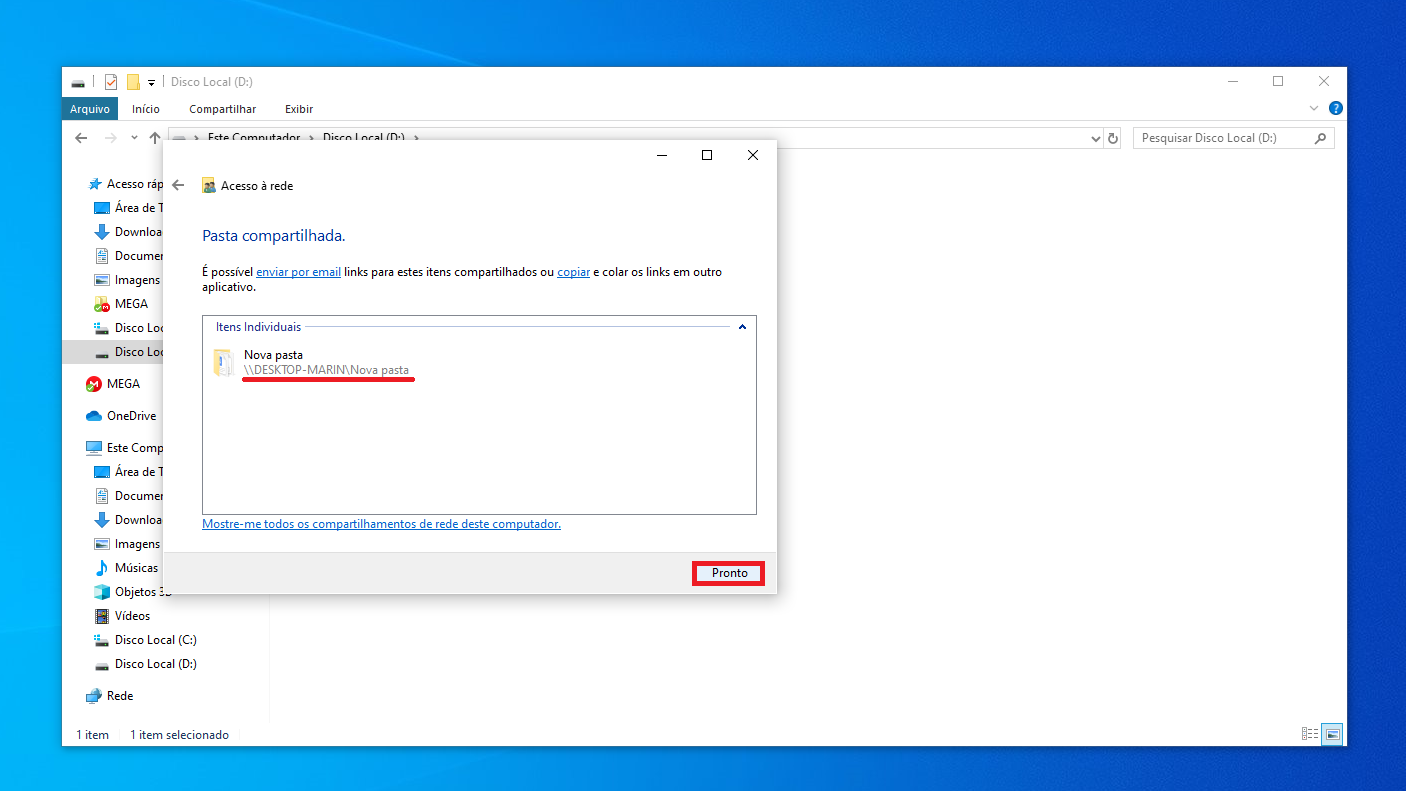 Disco Local (D:)
Arquivo Início Compartilhar Exibir
Este Computador Disco Local (D:)
Pesquisar Disco Local (D:)
Acesso ráp
Área de T
Downloa
Documen
Imagens
MEGA
Disco Loc
Disco Loc
MEGA
OneDrive
Este Comp
Área de T
Documen
Downloa
Imagens
Músicas
Objetos 3D
Vídeos
Disco Local (C:)
Disco Local (D:)
Rede
1 item 1 item selecionado
Acesso à rede
Pasta compartilhada.
É possível enviar por email links para estes itens compartilhados ou copiar e colar os links em outro
aplicativo.
Itens Individuais
Nova pasta
\\DESKTOP-MARIN\Nova pasta
Mostre-me todos os compartilhamentos de rede deste computador.
Pronto